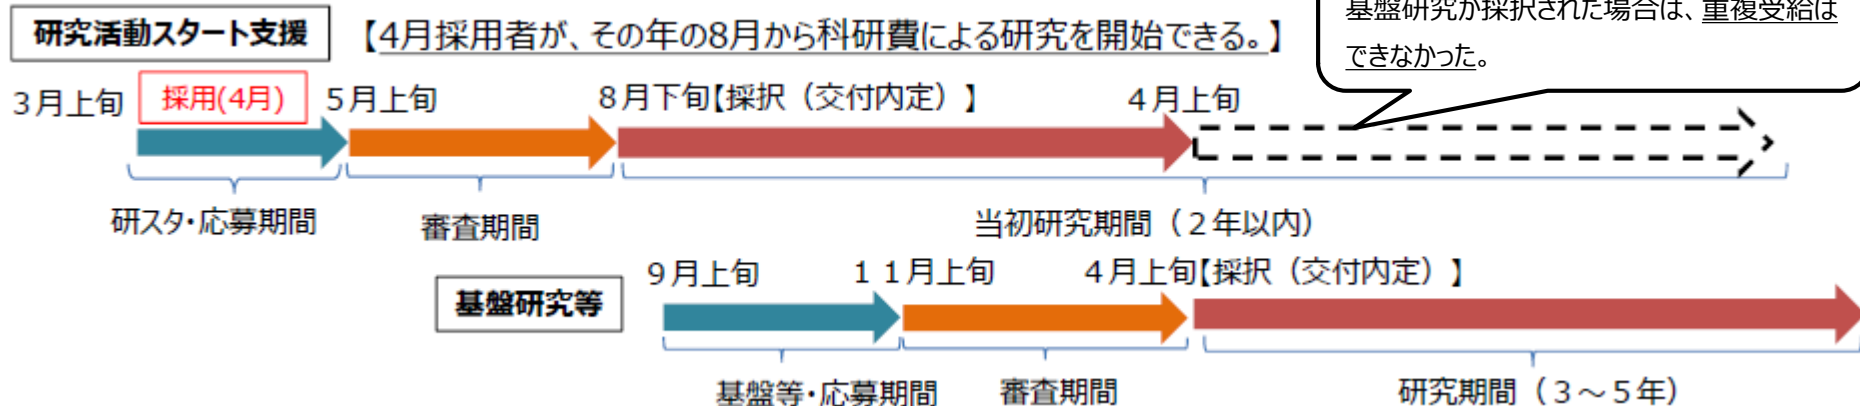 基盤研究が採択された場合は、重複受給は
できなかった。
研究活動スタート支援 【4月採用者が、その年の8月から科研費による研究を開始できる。】
３月上旬 採用(4月) ５月上旬 ８月下旬【採択（交付内定）】 ４月上旬
研スタ・応募期間 審査期間 当初研究期間（２年以内）
基盤研究等 ９月上旬 １１月上旬 ４月上旬【採択（交付内定）】
基盤等・応募期間 審査期間 研究期間（３～５年）